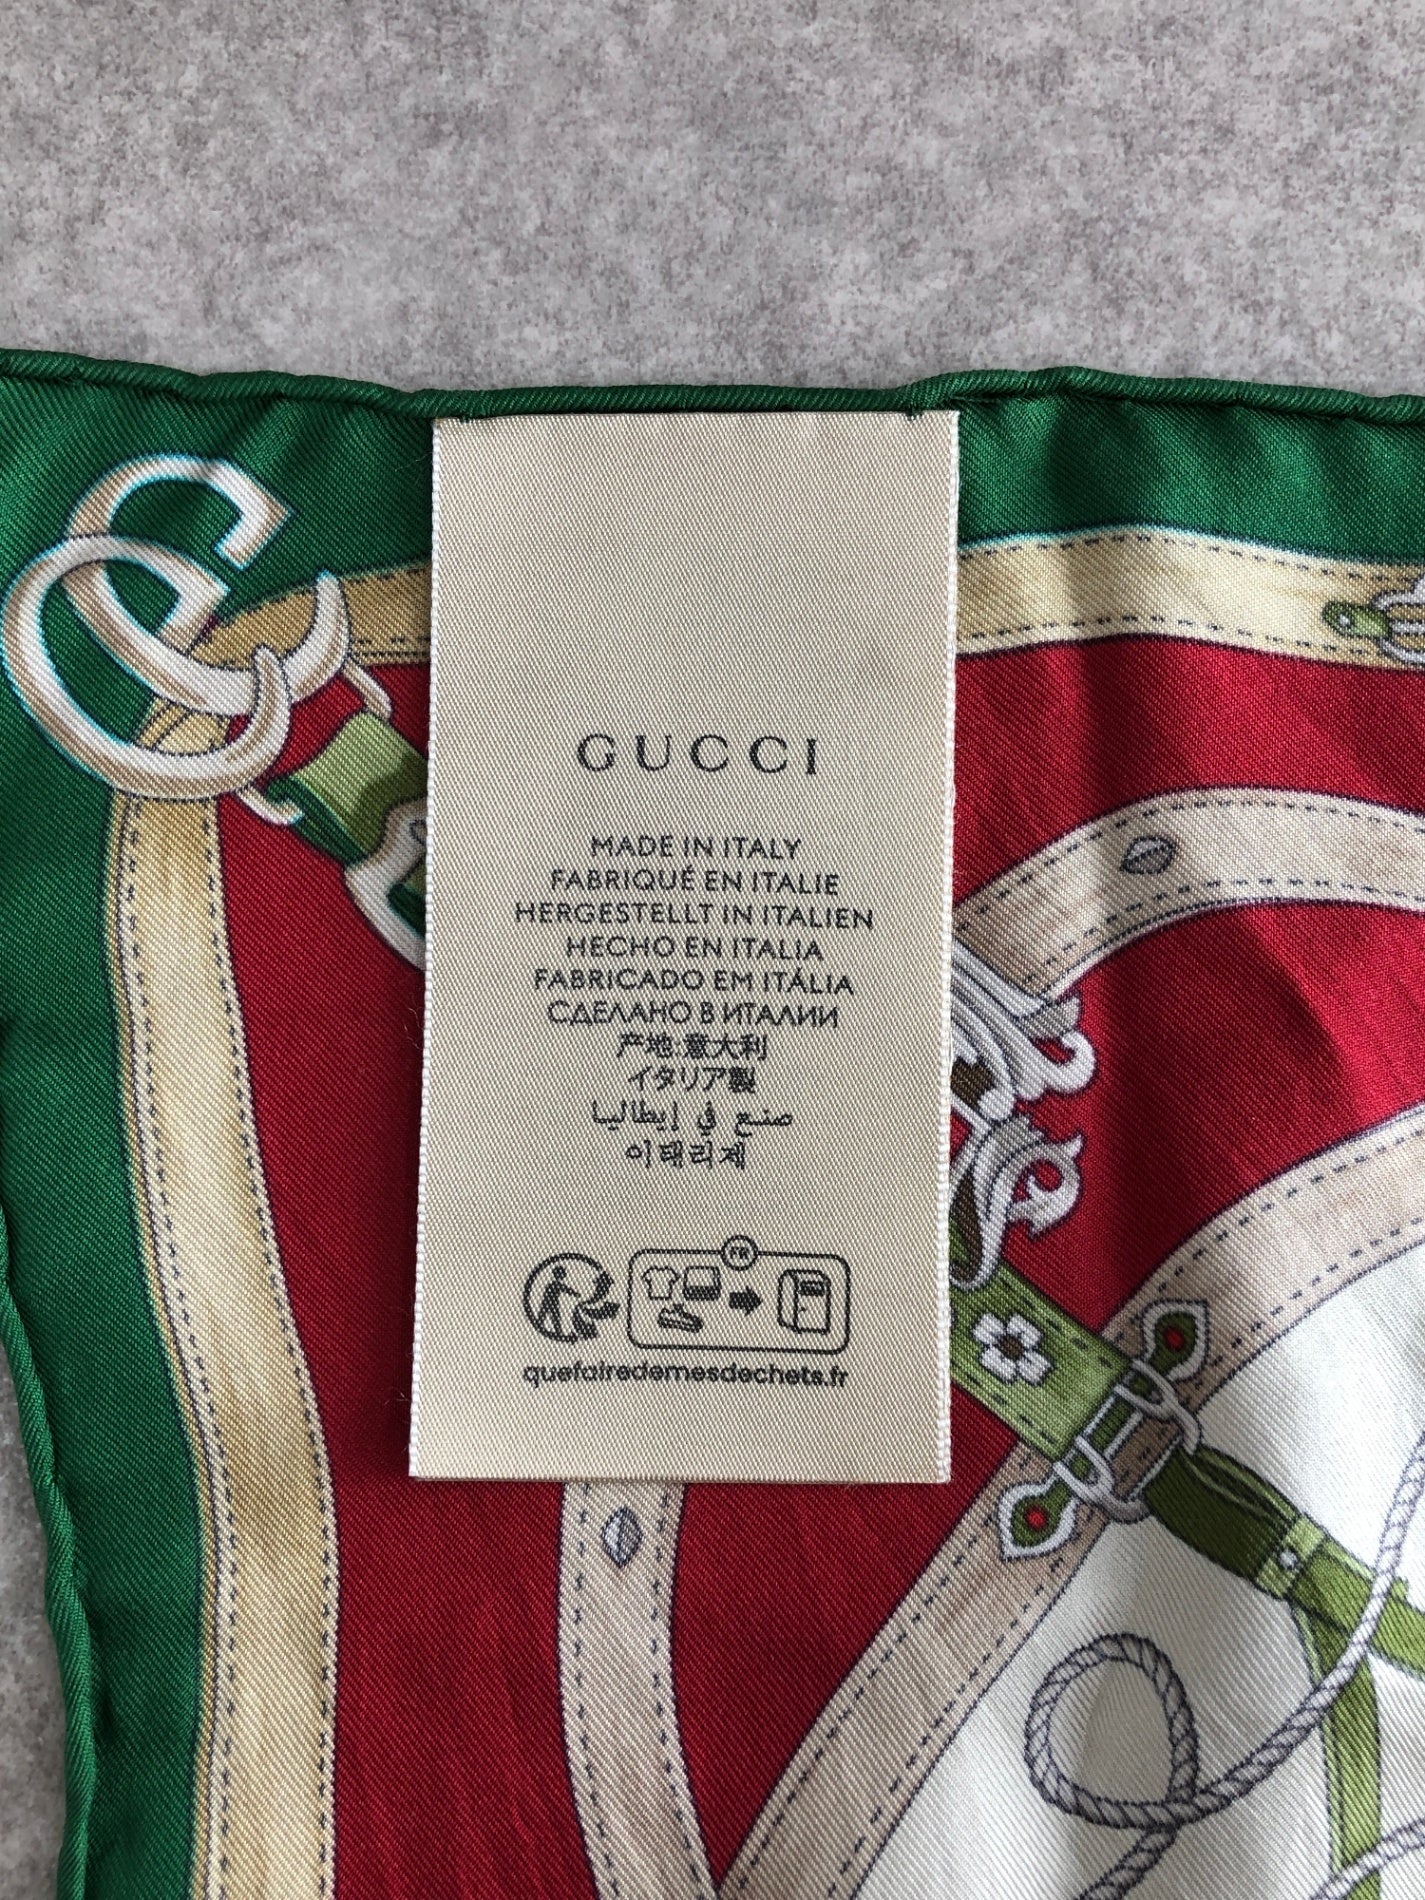 GUCCI
MADE IN ITALY
FABRIQUÉ EN ITALIE
HERGESTELLT IN ITALIEN
HECHO EN ITALIA
FABRICADO EM ITÁLIA
СДЕЛАНО В ИТАЛИИ
产地:意大利
イタリア製
صنع في إيطاليا
이태리제
FR
quefairedemesdechets.fr